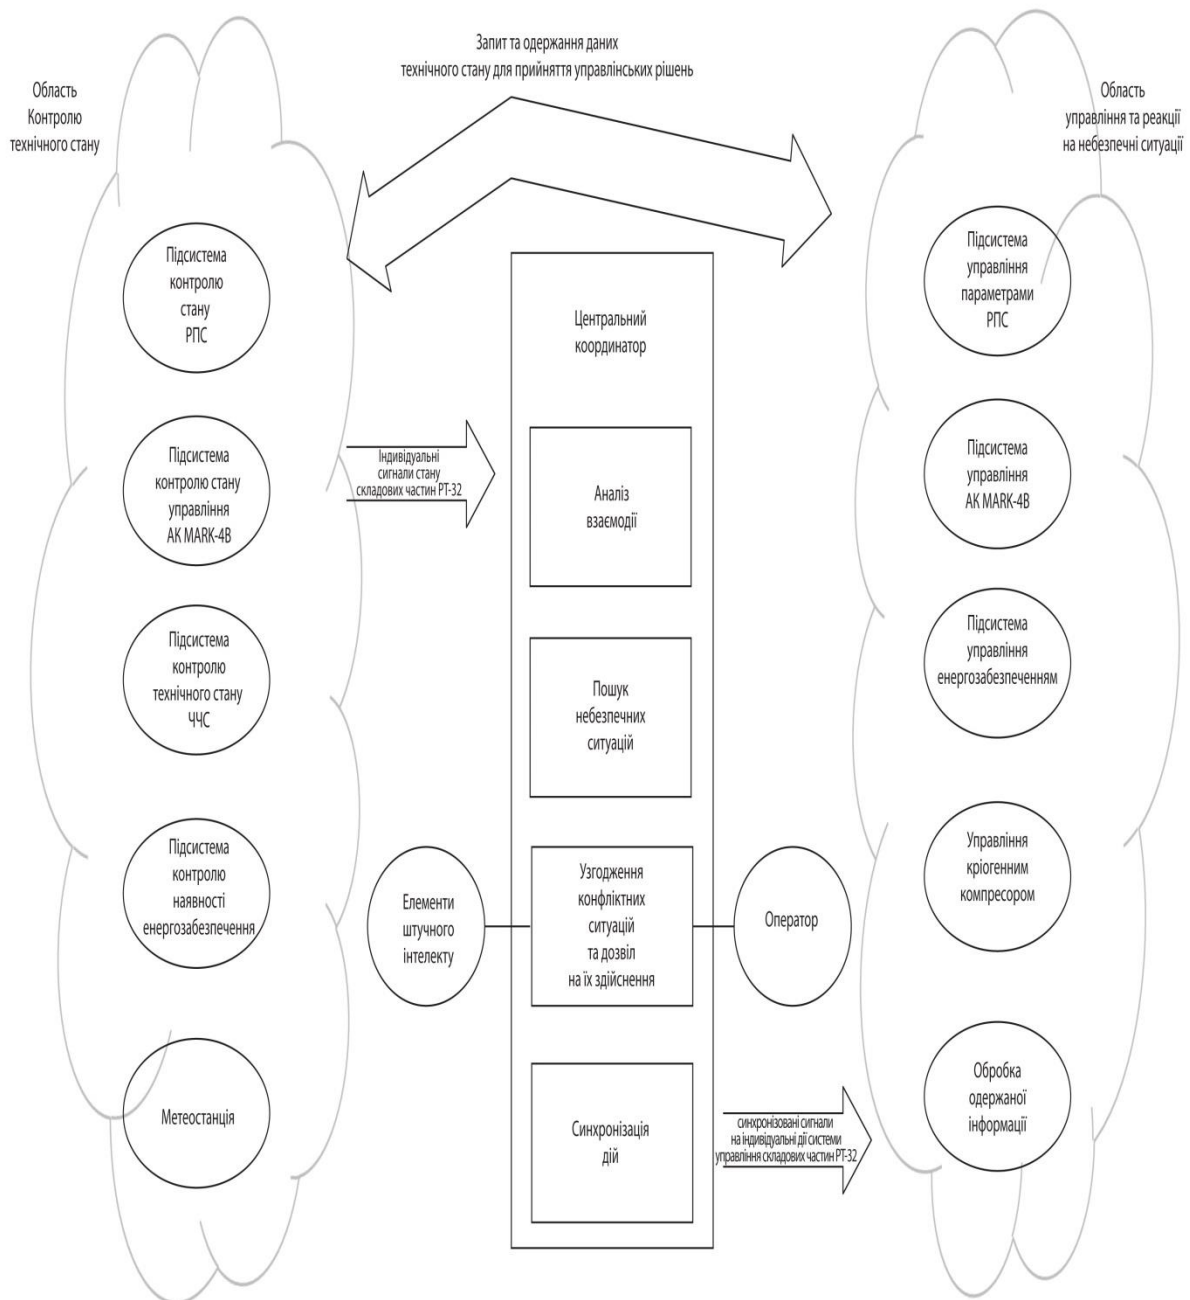 Запит та одержання даних
технічного стану для прийняття управлінських рішень
Область
Контролю
технічного стану
Область
управління та реакції
на небезпечні ситуації
Підсистема
контролю
стану
РПС
Підсистема
контролю стану
управління
АК MARK-4B
Підсистема
контролю
технічного стану
ЧЧС
Підсистема
контролю
наявності
енергозабезпечення
Метеостанція
Індивідуальні
сигнали стану
складових частин РТ-32
Центральний
координатор
Аналіз
взаємодії
Пошук
небезпечних
ситуацій
Елементи
штучного
інтелекту
Узгодження
конфліктних
ситуацій
та дозвіл
на їх здійснення
Оператор
Синхронізація
дій
синхронізовані сигнали
на індивідуальні дії системи
управління складових частин РТ-32
Підсистема
управління
параметрами
РПС
Підсистема
управління
АК MARK-4B
Підсистема
управління
енергозабезпеченням
Управління
кріогенним
компресором
Обробка
одержаної
інформації